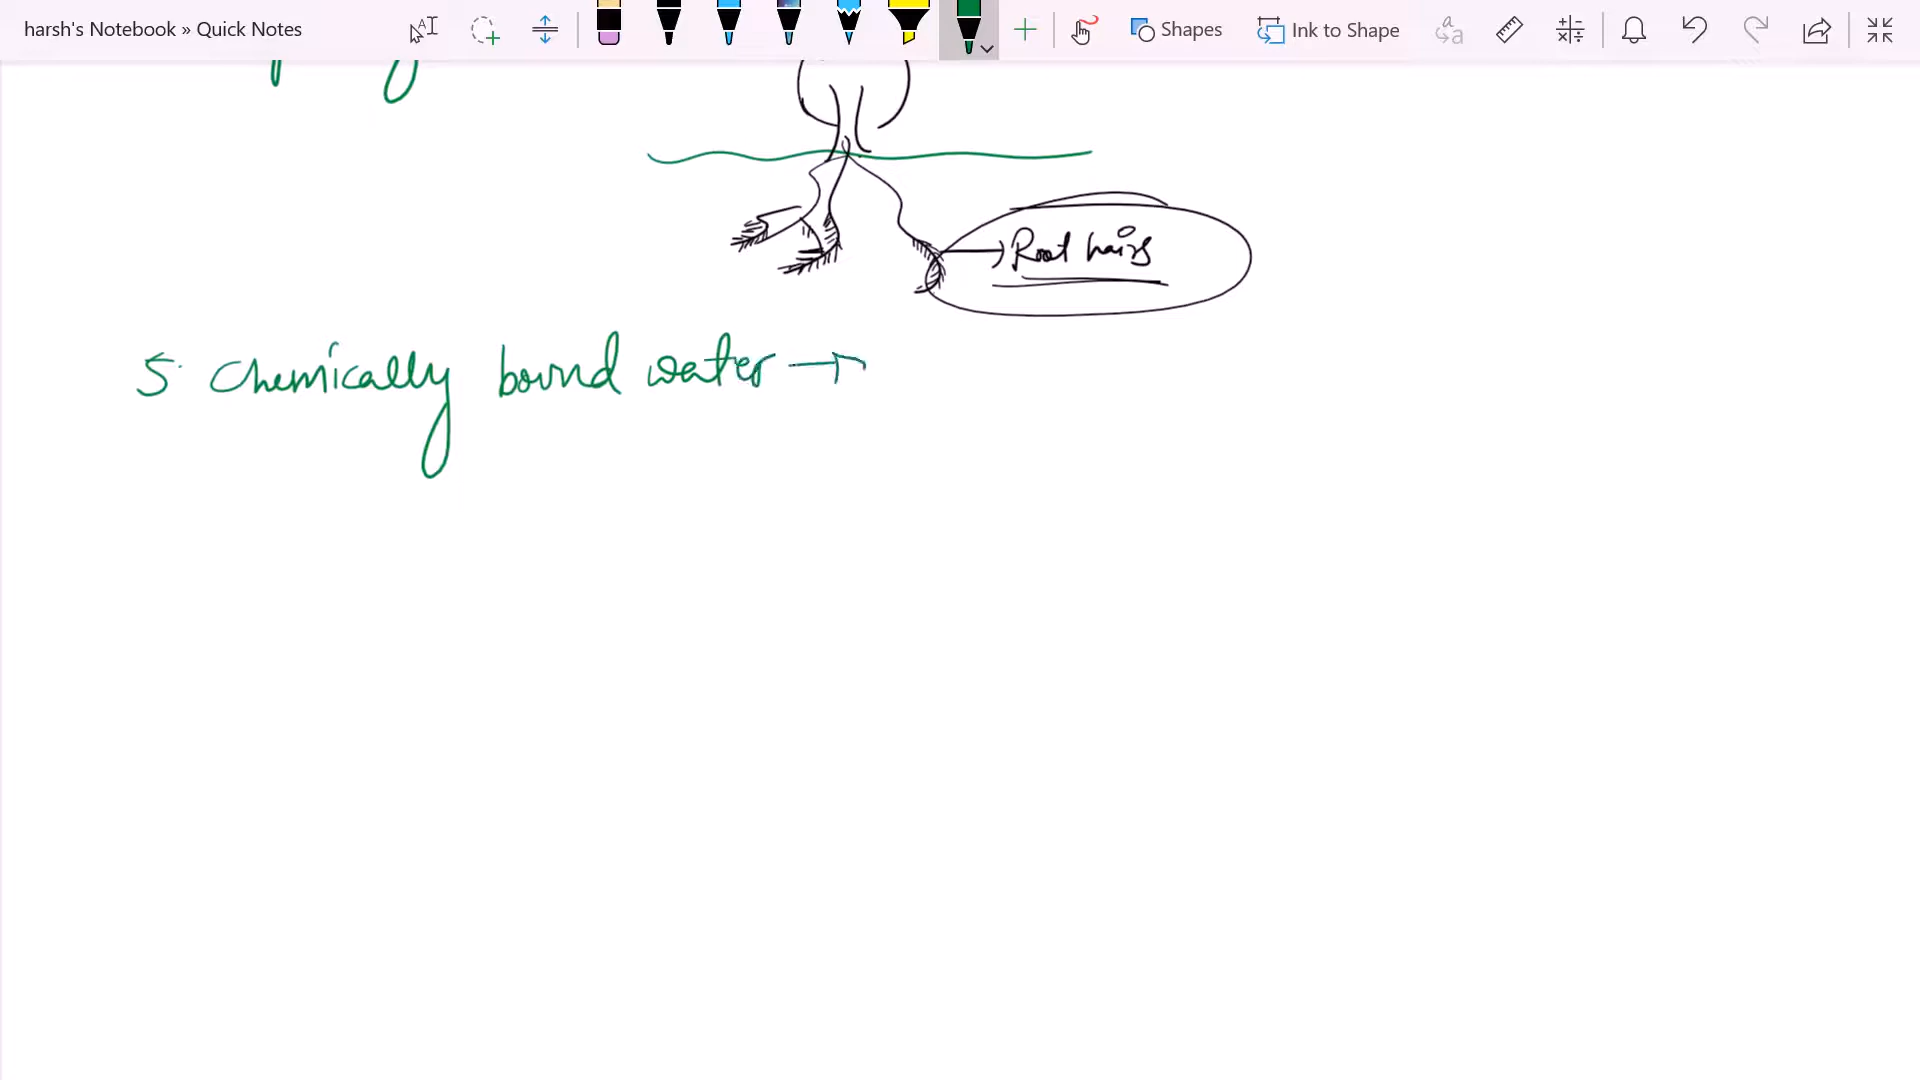 harsh's Notebook » Quick Notes
Shapes
Ink to Shape
Root hairs
5. Chemically bound water →